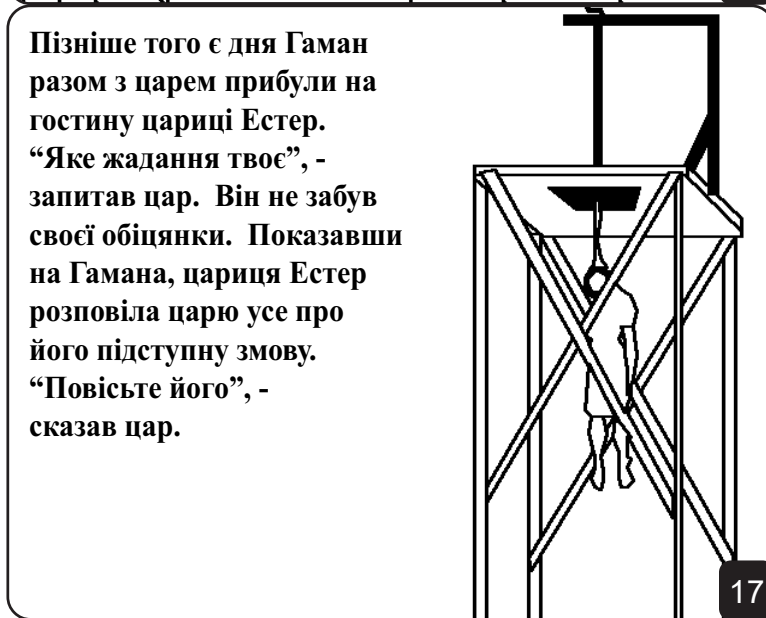 Пізніше того є дня Гаман
разом з царем прибули на
гостину цариці Естер.
“Яке жадання твоє”, -
запитав цар.  Він не забув
своєї обіцянки.  Показавши
на Гамана, цариця Естер
розповіла царю усе про
його підступну змову.
“Повісьте його”, -
сказав цар.
17